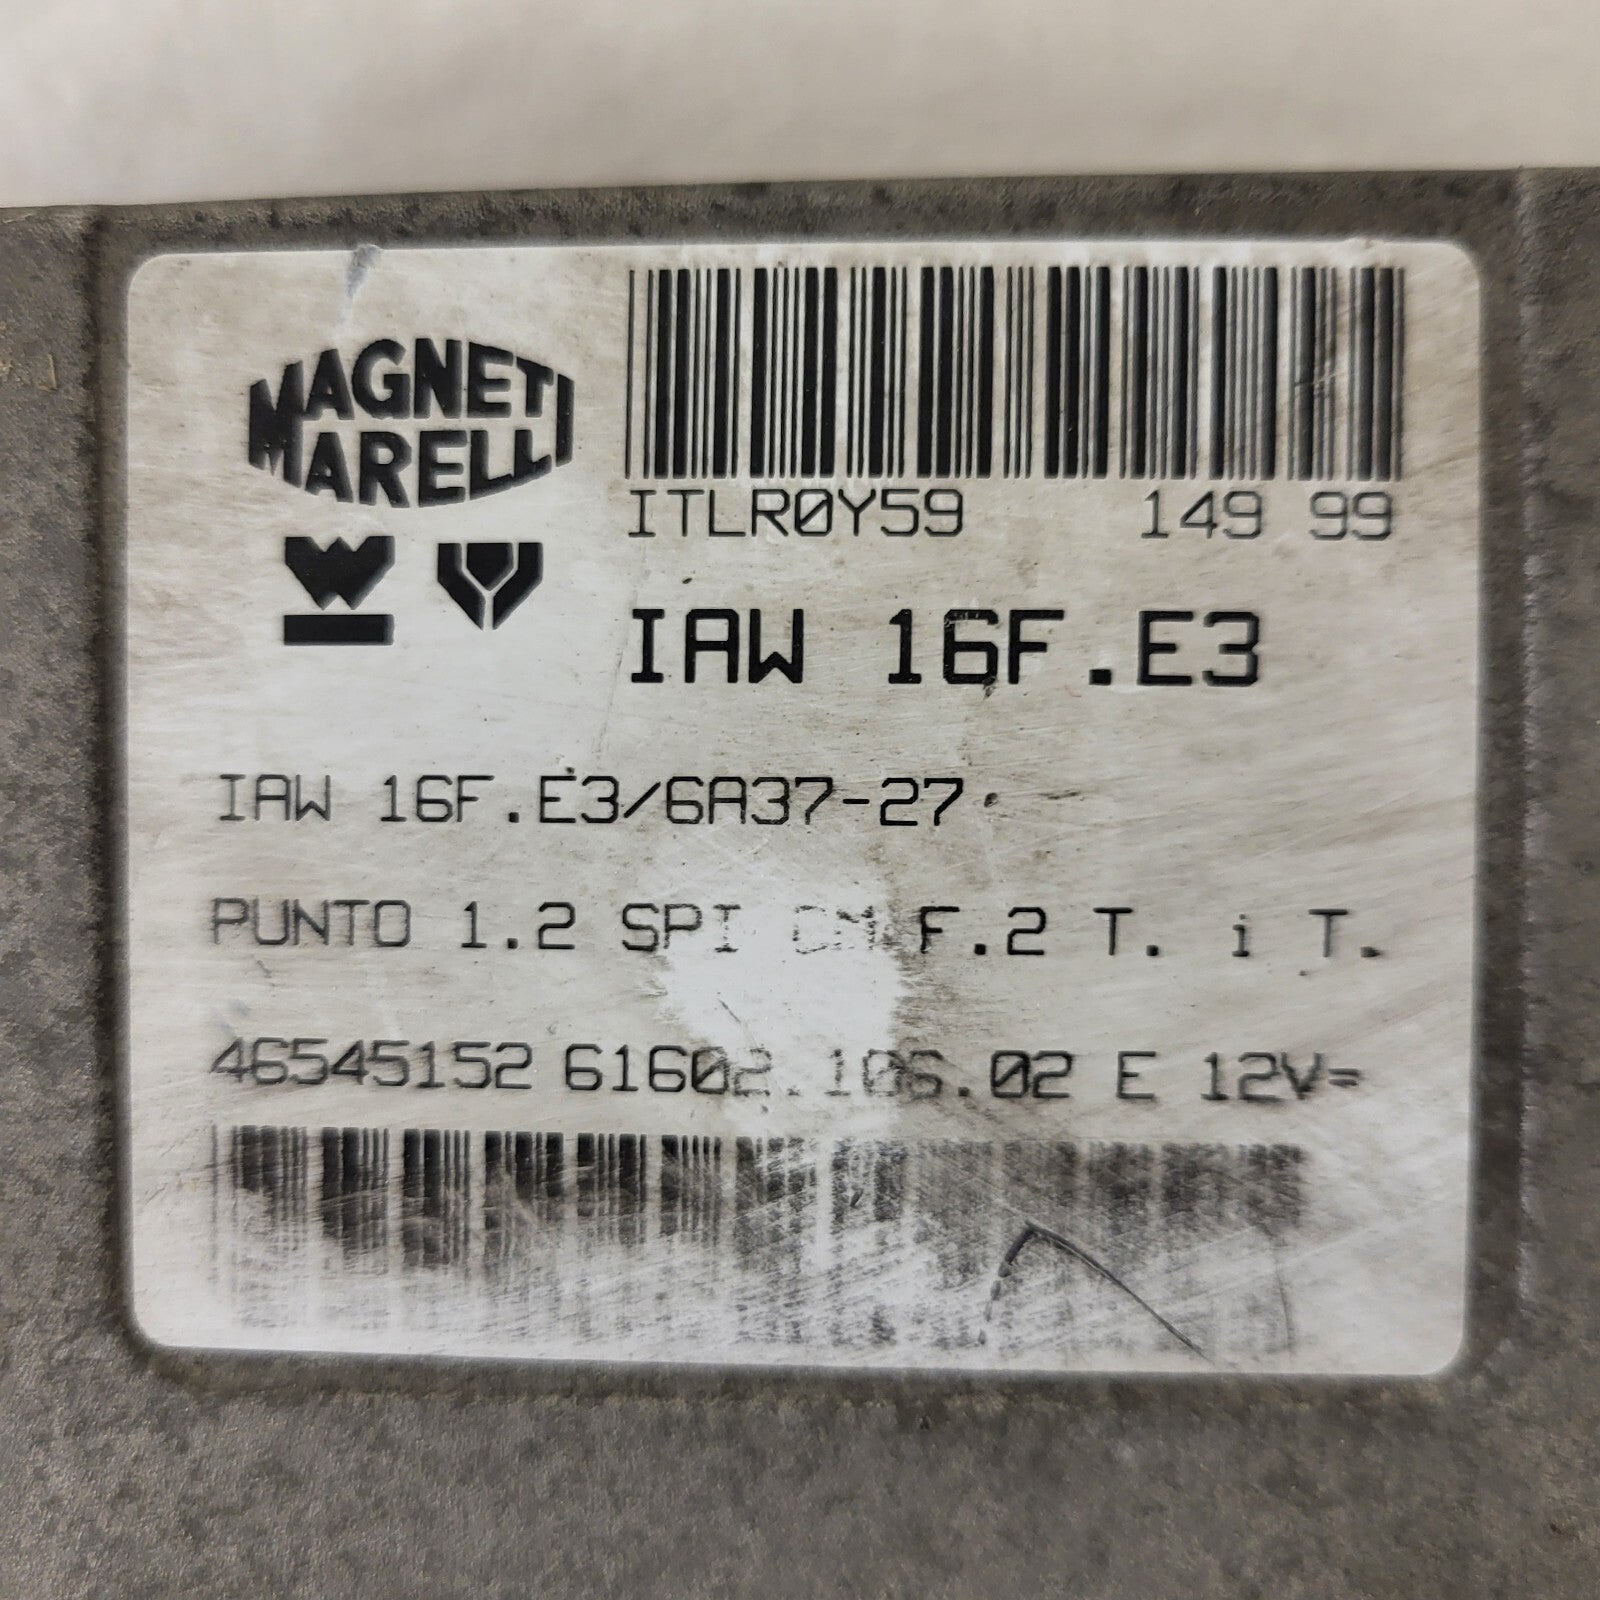 MAGNETI
MARELLI
ITLR0Y59 149 99
IAW 16F.E3
IAW 16F.E3/6A37-27
PUNTO 1.2 SPI CM F.2 T. i T.
46545152 61602.106.02 E 12V=